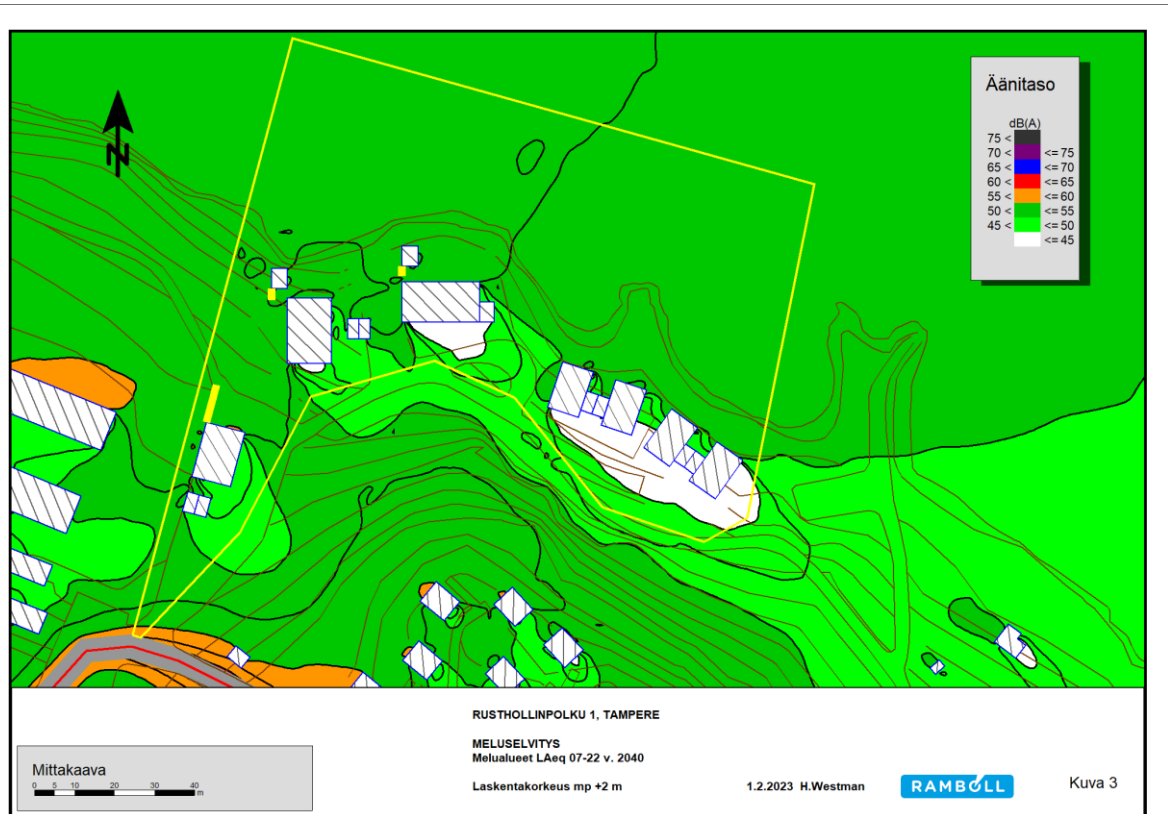 Äänitaso
dB(A)
75 <
70 < <= 75
65 < <= 70
60 < <= 65
55 < <= 60
50 < <= 55
45 < <= 50
<= 45
N
RUSTHOLLINPOLKU 1, TAMPERE
MELUSELVITYS
Melualueet LAeq 07-22 v. 2040
Laskentakorkeus mp +2 m 1.2.2023 H.Westman RAMBOLL Kuva 3
Mittakaava
0 5 10 20 30 40
m